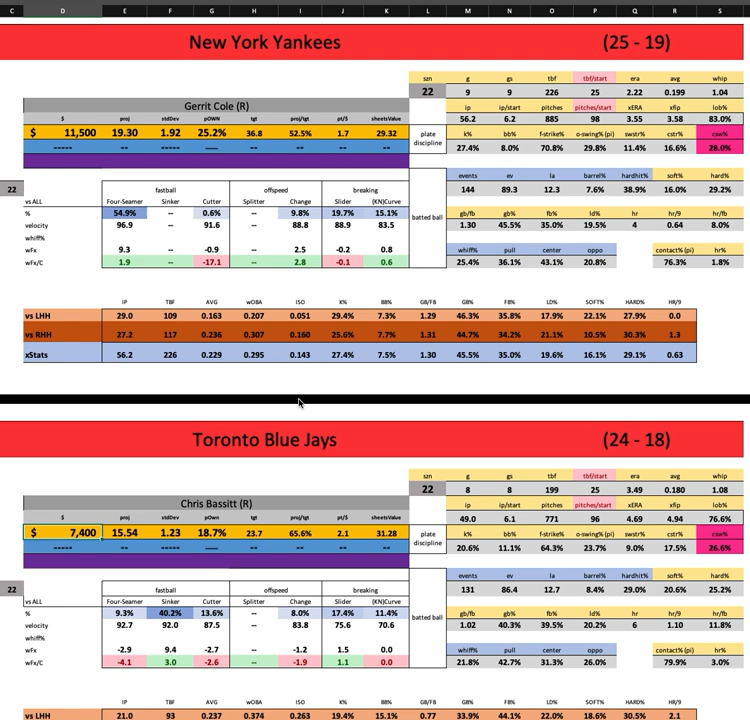 C D E F G H I J K L M N O P Q R S
New York Yankees (25 - 19)
szn g gs tbf tbf/start era avg whip
22 9 9 226 25 2.22 0.199 1.04
Gerrit Cole (R) ip ip/start pitches pitches/start xERA xfip lob%
$ proj stdDev pOWN tgt proj/tgt pt/$ sheetsValue 56.2 6.2 885 98 3.55 3.58 83.0%
$ 11,500 19.30 1.92 25.2% 36.8 52.5% 1.7 29.32 plate discipline k% bb% f-strike% o-swing% (pi) swstr% cstr% csw%
----- -- -- ---- -- -- -- -- 27.4% 8.0% 70.8% 29.8% 11.4% 16.6% 28.0%
events ev la barrel% hardhit% soft% hard%
22 fastball offspeed breaking 144 89.3 12.3 7.6% 38.9% 16.0% 29.2%
vs ALL Four-Seamer Sinker Cutter Splitter Change Slider (KN)Curve
% 54.9% -- 0.6% -- 9.8% 19.7% 15.1% batted ball gb/fb gb% fb% ld% hr hr/9 hr/fb
velocity 96.9 91.6 88.8 88.9 83.5 1.30 45.5% 35.0% 19.5% 4 0.64 8.0%
whiff%
wFx 9.3 -0.9 2.5 -0.2 0.8 whiff% pull center oppo contact% (pi) hr%
wFx/C 1.9 -- -17.1 -- 2.8 -0.1 0.6 25.4% 36.1% 43.1% 20.8% 76.3% 1.8%
IP TBF AVG wOBA ISO K% BB% GB/FB GB% FB% LD% SOFT% HARD% HR/9
vs LHH 29.0 109 0.163 0.207 0.051 29.4% 7.3% 1.29 46.3% 35.8% 17.9% 22.1% 27.9% 0.0
vs RHH 27.2 117 0.236 0.307 0.160 25.6% 7.7% 1.31 44.7% 34.2% 21.1% 10.5% 30.3% 1.3
xStats 56.2 226 0.229 0.295 0.143 27.4% 7.5% 1.30 45.5% 35.0% 19.6% 16.1% 29.1% 0.63
Toronto Blue Jays (24 - 18)
szn g gs tbf tbf/start era avg whip
22 8 8 199 25 3.49 0.180 1.08
Chris Bassitt (R) ip ip/start pitches pitches/start xERA xfip lob%
$ proj stdDev pOwn tgt proj/tgt pt/$ sheetsValue 49.0 6.1 771 96 4.69 4.94 76.6%
$ 7,400 15.54 1.23 18.7% 23.7 65.6% 2.1 31.28 plate discipline k% bb% f-strike% o-swing% (pi) swstr% cstr% csw%
----- -- -- ---- -- -- -- -- 20.6% 11.1% 64.3% 23.7% 9.0% 17.5% 26.6%
events ev la barrel% hardhit% soft% hard%
22 fastball offspeed breaking 131 86.4 12.7 8.4% 29.0% 20.6% 25.2%
vs ALL Four-Seamer Sinker Cutter Splitter Change Slider (KN)Curve
% 9.3% 40.2% 13.6% -- 8.0% 17.4% 11.4% batted ball gb/fb gb% fb% ld% hr hr/9 hr/fb
velocity 92.7 92.0 87.5 83.8 75.6 70.6 1.02 40.3% 39.5% 20.2% 6 1.10 11.8%
whiff%
wFx -2.9 9.4 -2.7 -1.2 1.5 0.0 whiff% pull center oppo contact% (pi) hr%
wFx/C -4.1 3.0 -2.6 -- -1.9 1.1 0.0 21.8% 42.7% 31.3% 26.0% 79.9% 3.0%
IP TBF AVG wOBA ISO K% BB% GB/FB GB% FB% LD% SOFT% HARD% HR/9
vs LHH 21.0 93 0.237 0.374 0.263 19.4% 15.1% 0.77 33.9% 44.1% 22.0% 18.6% 30.5% 2.1